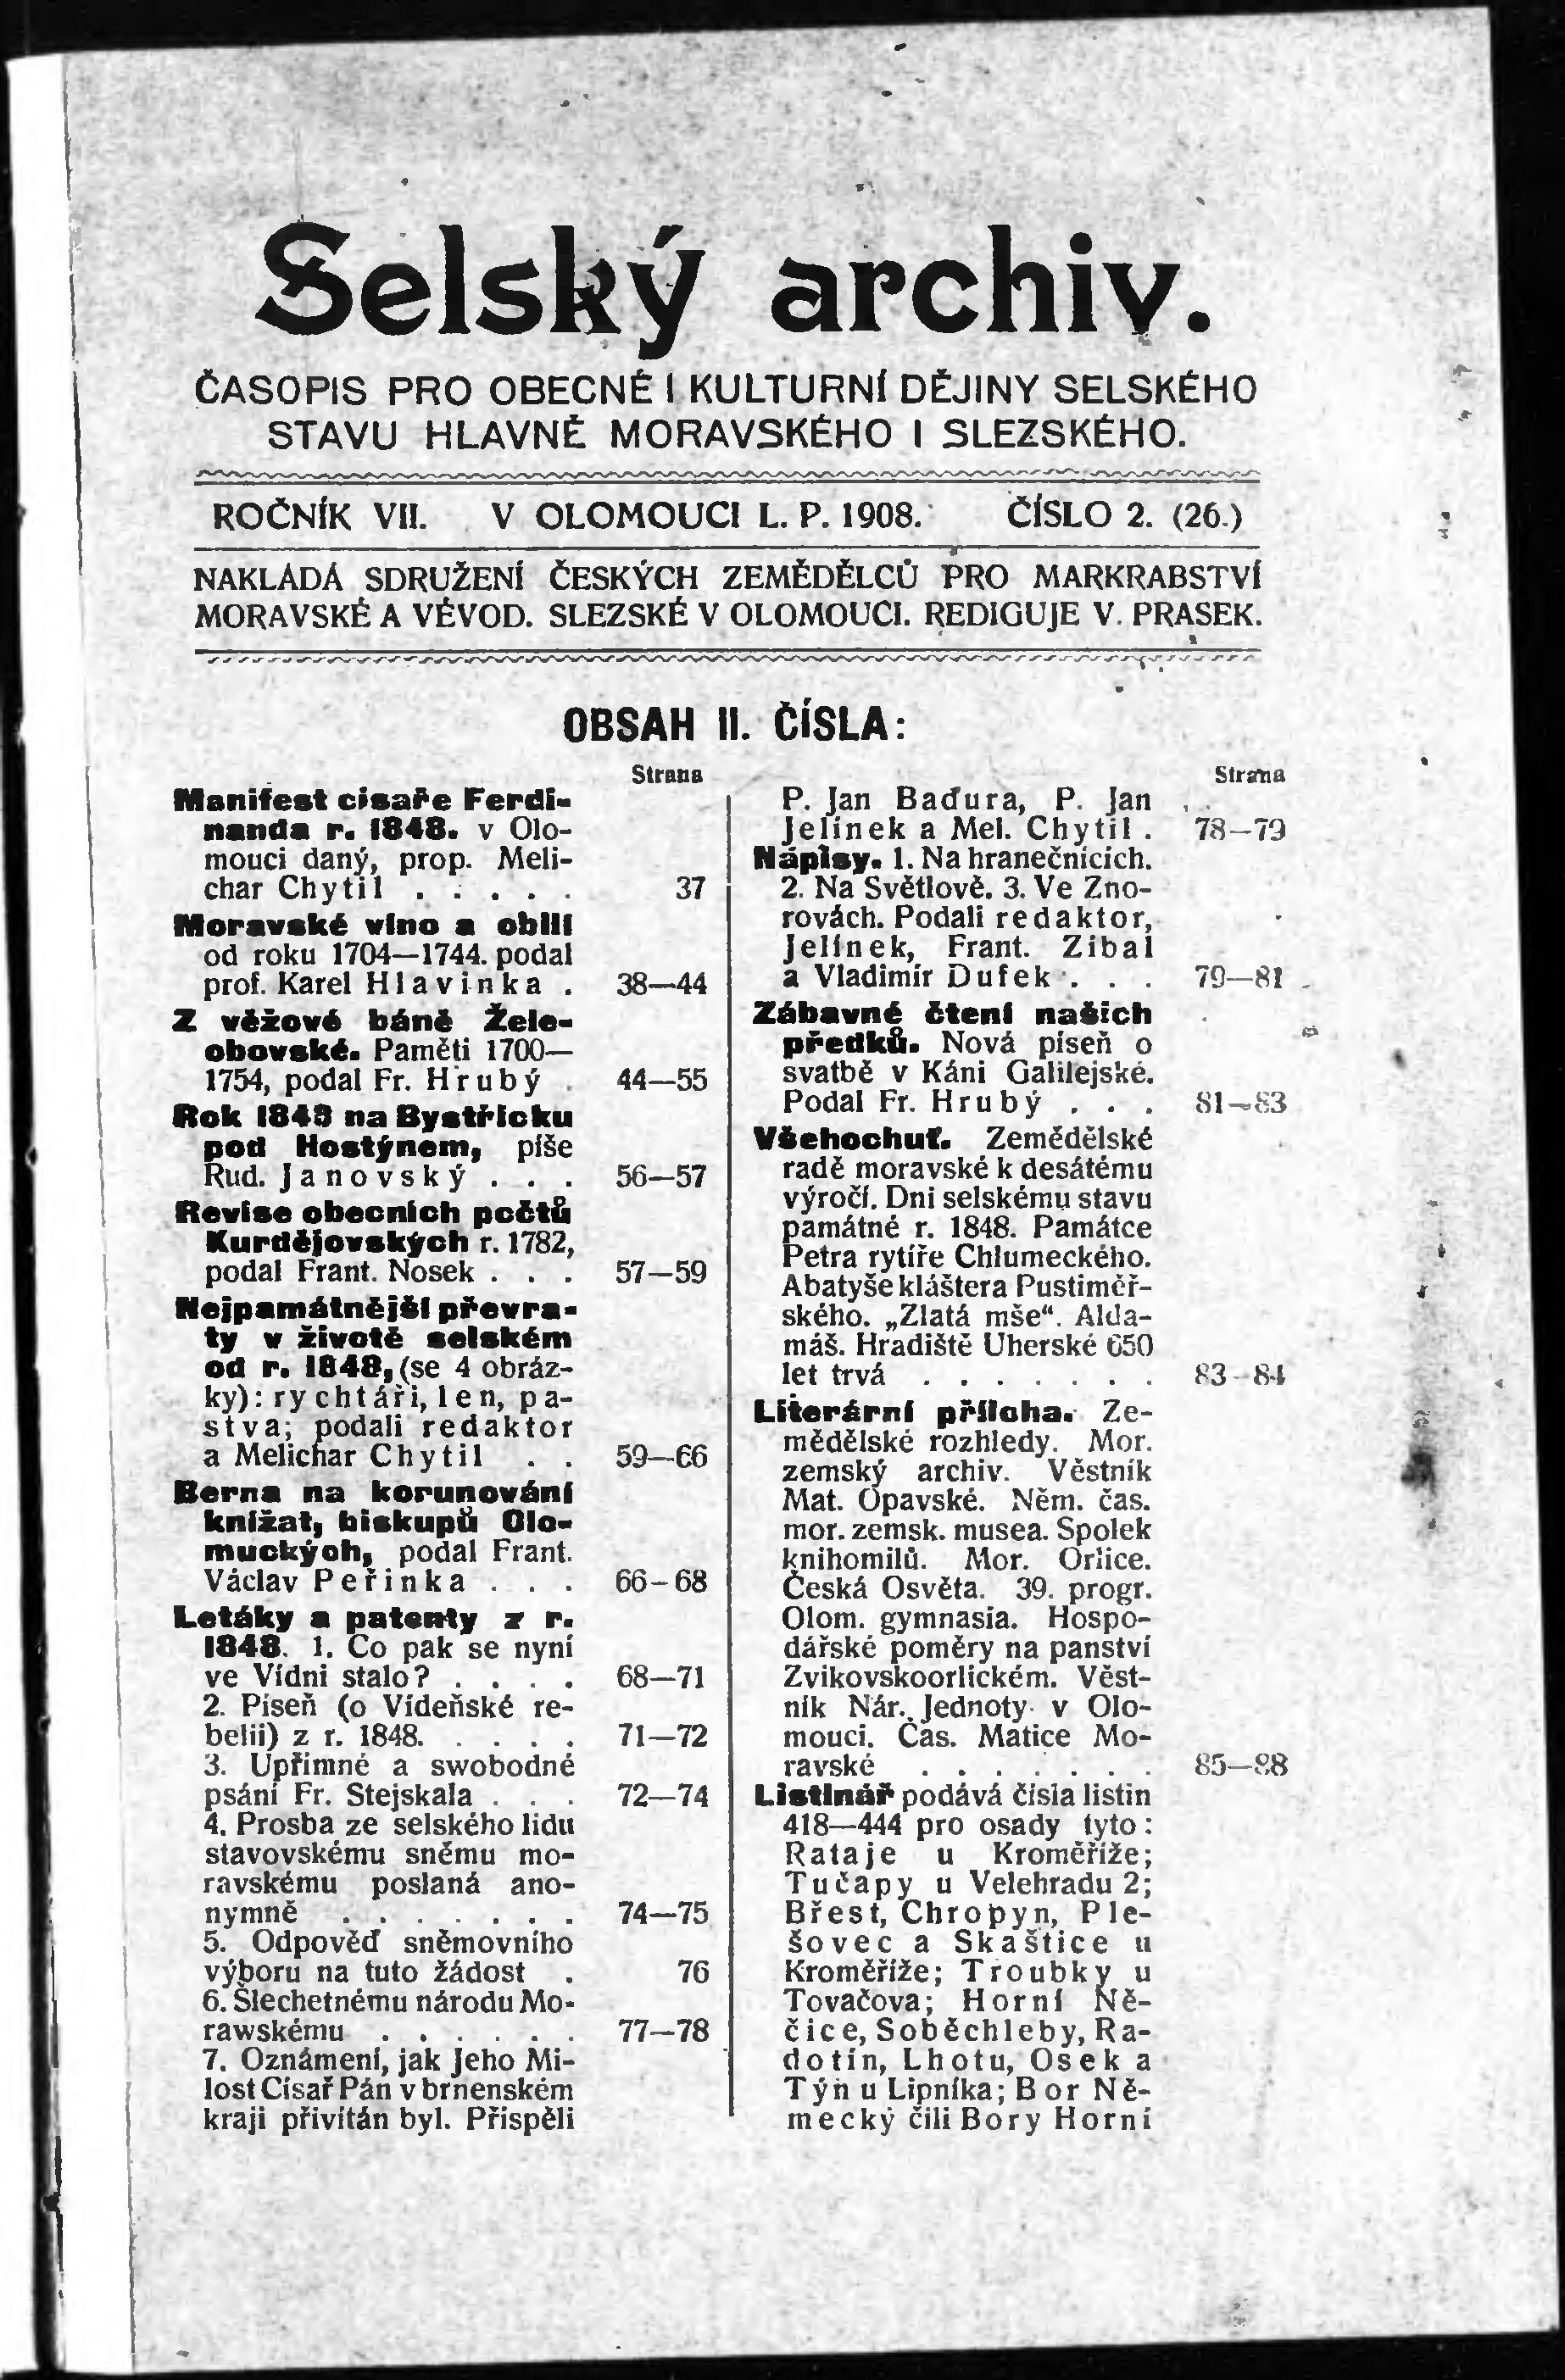 Selský archiv.
ČASOPIS PRO OBECNÉ I KULTURNÍ DĚJINY SELSKÉHO
STAVU HLAVNĚ MORAVSKÉHO I SLEZSKÉHO.
ROČNÍK VII. V OLOMOUCI L. P. 1908. ČÍSLO 2. (26.)
NAKLÁDÁ SDRUŽENÍ ČESKÝCH ZEMĚDĚLCŮ PRO MARKRABSTVÍ
MORAVSKÉ A VÉVOD. SLEZSKÉ V OLOMOUCI. REDIGUJE V. PRASEK.
OBSAH II. ČÍSLA:
Strana
Manifest císaře Ferdi-
nanda r. 1848. v Olo-
mouci daný, prop. Meli-
char Chytil . . . . . 37
Moravské víno a obilí
od roku 1704—1744. podal
prof. Karel Hlavinka . 38—44
Z věžové báně Žele-
obovské. Paměti 1700—
1754, podal Fr. Hrubý . 44—55
Rok 1848 na Bystřicku
pod Hostýnem, píše
Rud. Janovský . . . 56—57
Revise obecních počtů
Kurdějovských r. 1782,
podal Frant. Nosek . . . 57—59
Nejpamátnější převra-
ty v životě selském
od r. 1848, (se 4 obráz-
ky): rychtáři, len, pa-
stva; podali redaktor
a Melichar Chytil . . 59—66
Berna na korunování
knížat, biskupů Olo-
muckých, podal Frant.
Václav Peřinka . . . 66-68
Letáky a patenty z r.
1848. 1. Co pak se nyní
ve Vídni stalo? . . . . 68—71
2. Píseň (o Vídeňské re-
belii) z r. 1848. . . . . 71—72
3. Upřímné a swobodné
psání Fr. Stejskala . . . 72—74
4. Prosba ze selského lidu
stavovskému sněmu mo-
ravskému poslaná ano-
nymně . . . . . . . 74—75
5. Odpověď sněmovního
výboru na tuto žádost . 76
6. Šlechetnému národu Mo-
rawskému . . . . . . 77—78
7. Oznámení, jak Jeho Mi-
lost Císař Pán v brnenském
kraji přivítán byl. Přispěli
Strana
P. Jan Baďura, P. Jan
Jelínek a Mel. Chytil . 78—79
Nápisy. 1. Na hranečnících.
2. Na Světlově. 3. Ve Zno-
rovách. Podali redaktor,
Jelínek, Frant. Zibal
a Vladimír Dufek . . . 79—81
Zábavné čtení našich
předků. Nová píseň o
svatbě v Káni Galilejské.
Podal Fr. Hrubý . . . 81—83
Všehochuť. Zemědělské
radě moravské k desátému
výročí. Dni selskému stavu
památné r. 1848. Památce
Petra rytíře Chlumeckého.
Abatyše kláštera Pustiměř-
ského. „Zlatá mše“. Alda-
máš. Hradiště Uherské 650
let trvá . . . . . . . 83-84
Literární příloha. Ze-
mědělské rozhledy. Mor.
zemský archiv. Věstník
Mat. Opavské. Něm. čas.
mor. zemsk. musea. Spolek
knihomilů. Mor. Orlice.
Česká Osvěta. 39. progr.
Olom. gymnasia. Hospo-
dářské poměry na panství
Zvikovskoorlickém. Věst-
ník Nár. Jednoty v Olo-
mouci. Čas. Matice Mo-
ravské . . . . . . . 85—88
Listinář podává čísla listin
418—444 pro osady tyto:
Rataje u Kroměříže;
Tučapy u Velehradu 2;
Břest, Chropyn, Ple-
šovec a Skaštice u
Kroměříže; Troubky u
Tovačova; Horní Ně-
čice, Soběchleby, Ra-
dotín, Lhotu, Osek a
Týn u Lipníka; Bor Ně-
mecký čili Bory Horní